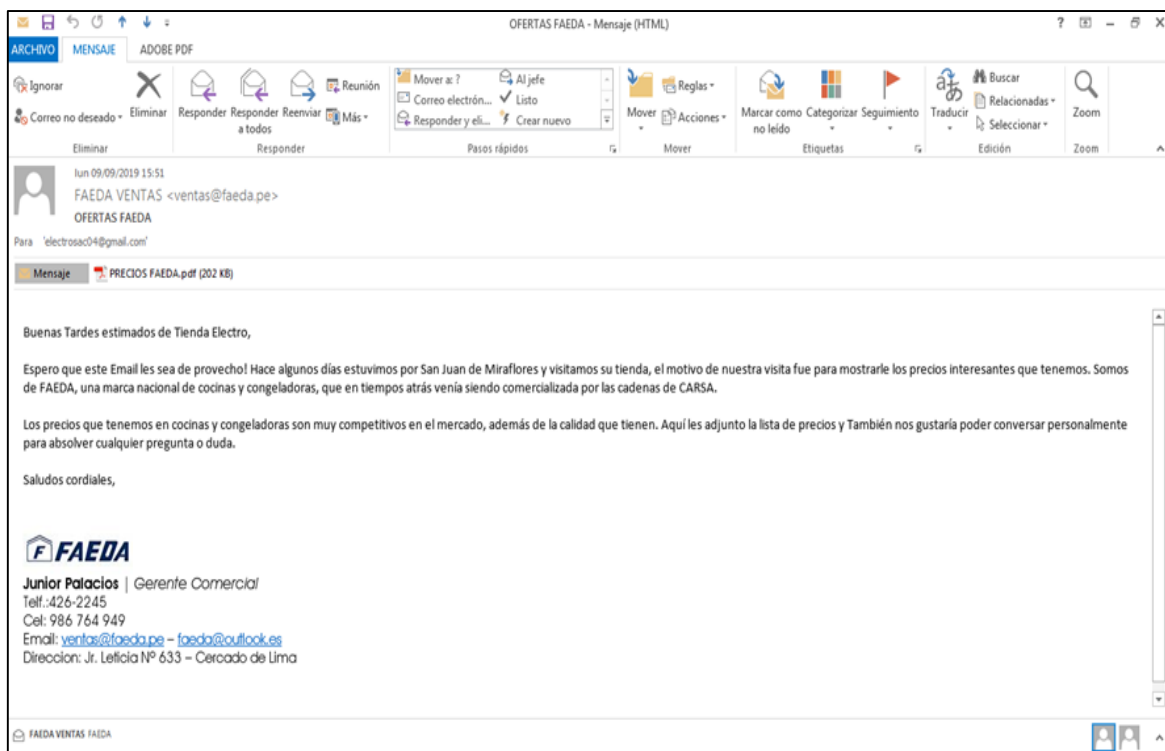 OFERTAS FAEDA - Mensaje (HTML)
ARCHIVO MENSAJE ADOBE PDF
Ignorar
Correo no deseado
Eliminar
Responder
Responder a todos
Reenviar
Reunión
Más
Mover a: ?
Correo electrón...
Responder y eli...
Al jefe
Listo
Crear nuevo
Mover
Reglas
Acciones
Marcar como no leído
Categorizar
Seguimiento
Traducir
Buscar
Relacionadas
Seleccionar
Zoom
Eliminar Responder Pasos rápidos Mover Etiquetas Edición Zoom
lun 09/09/2019 15:51
FAEDA VENTAS <ventas@faeda.pe>
OFERTAS FAEDA
Para 'electrosac04@gmail.com'
Mensaje PRECIOS FAEDA.pdf (202 KB)
Buenas Tardes estimados de Tienda Electro,
Espero que este Email les sea de provecho! Hace algunos días estuvimos por San Juan de Miraflores y visitamos su tienda, el motivo de nuestra visita fue para mostrarle los precios interesantes que tenemos. Somos
de FAEDA, una marca nacional de cocinas y congeladoras, que en tiempos atrás venía siendo comercializada por las cadenas de CARSA.
Los precios que tenemos en cocinas y congeladoras son muy competitivos en el mercado, además de la calidad que tienen. Aquí les adjunto la lista de precios y También nos gustaría poder conversar personalmente
para absolver cualquier pregunta o duda.
Saludos cordiales,
F FAEDA
Junior Palacios | Gerente Comercial
Telf.:426-2245
Cel: 986 764 949
Email: ventas@faeda.pe – faeda@outlook.es
Direccion: Jr. Leticia Nº 633 – Cercado de Lima
FAEDA VENTAS FAEDA